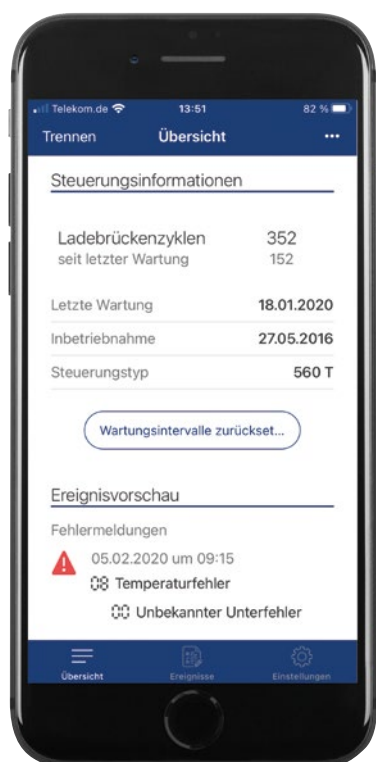 Telekom.de 13:51 82 %
Trennen Übersicht ...
Steuerungsinformationen
Ladebrückenzyklen 352
seit letzter Wartung 152
Letzte Wartung 18.01.2020
Inbetriebnahme 27.05.2016
Steuerungstyp 560 T
Wartungsintervalle zurückset...
Ereignisvorschau
Fehlermeldungen
05.02.2020 um 09:15
08 Temperaturfehler
00 Unbekannter Unterfehler
Übersicht Ereignisse Einstellungen